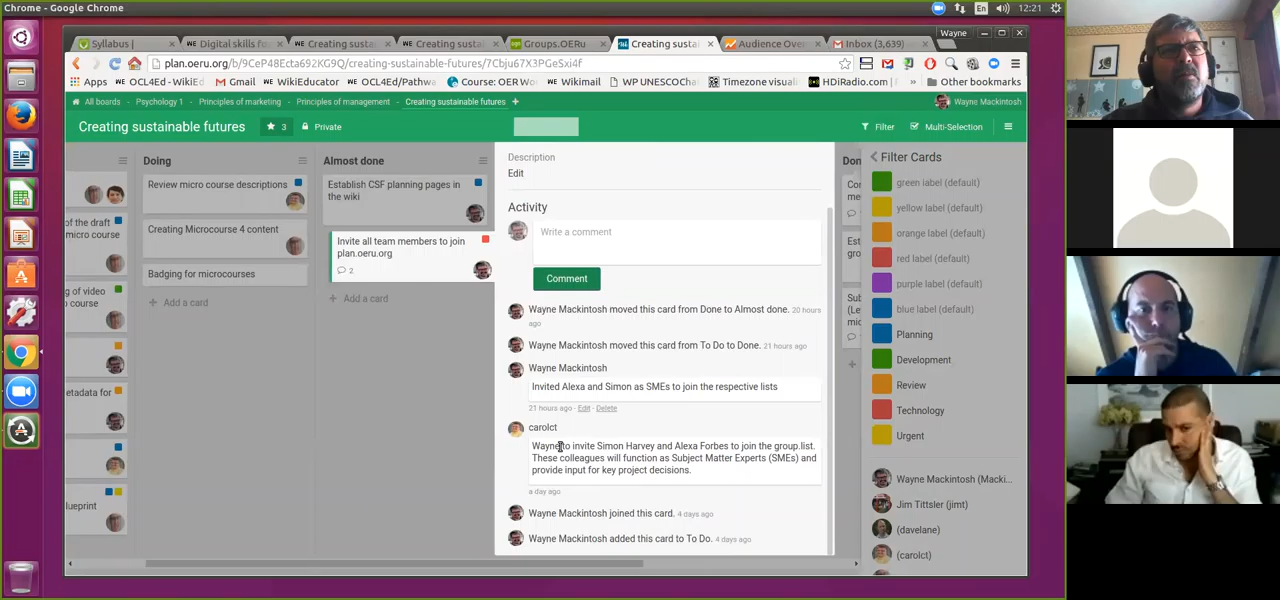 Chrome - Google Chrome
En
12:21
Wayne
Syllabus |
Digital skills fo
Creating sustai
Creating sustai
Groups.OERu
Creating sustai
Audience Over
Inbox (3,639)
plan.oeru.org/b/9CeP48Ecta692KG9Q/creating-sustainable-futures/7Cbju67X3PGeSxi4f
Apps
OCL4Ed - WikiEd
Gmail
WikiEducator
OCL4Ed/Pathwa
Course: OER Wor
Wikimail
WP UNESCOChai
Timezone visuali
HDiRadio.com (
»
Other bookmarks
All boards
Psychology 1
Principles of marketing
Principles of management
Creating sustainable futures
Wayne Mackintosh
Creating sustainable futures
3
Private
Filter
Multi-Selection
of the draft
micro course
g of video
o course
etadata for
lueprint
Doing
Review micro course descriptions
Creating Microcourse 4 content
Badging for microcourses
Add a card
Almost done
Establish CSF planning pages in
the wiki
Invite all team members to join
plan.oeru.org
2
Add a card
Description
Edit
Activity
Write a comment
Comment
Wayne Mackintosh moved this card from Done to Almost done. 20 hours
ago
Wayne Mackintosh moved this card from To Do to Done. 21 hours ago
Wayne Mackintosh
Invited Alexa and Simon as SMEs to join the respective lists
21 hours ago - Edit - Delete
carolct
Wayne to invite Simon Harvey and Alexa Forbes to join the group.list.
These colleagues will function as Subject Matter Experts (SMEs) and
provide input for key project decisions.
a day ago
Wayne Mackintosh joined this card. 4 days ago
Wayne Mackintosh added this card to To Do. 4 days ago
Don
Filter Cards
green label (default)
yellow label (default)
orange label (default)
red label (default)
purple label (default)
blue label (default)
Planning
Development
Review
Technology
Urgent
Wayne Mackintosh (Macki...
Jim Tittsler (jimt)
(davelane)
(carolct)